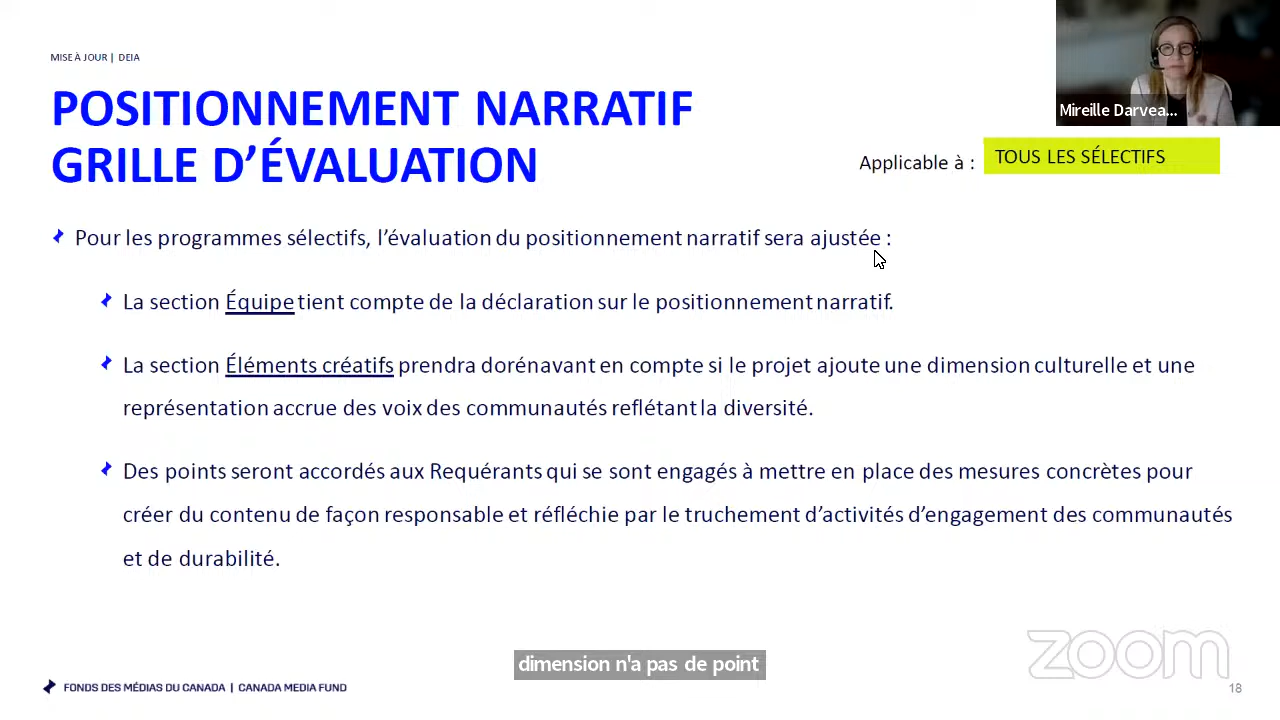 MISE À JOUR | DEIA
POSITIONNEMENT NARRATIF
GRILLE D’ÉVALUATION
Mireille Darvea...
Applicable à :
TOUS LES SÉLECTIFS
Pour les programmes sélectifs, l’évaluation du positionnement narratif sera ajustée :
La section Équipe tient compte de la déclaration sur le positionnement narratif.
La section Éléments créatifs prendra dorénavant en compte si le projet ajoute une dimension culturelle et une
représentation accrue des voix des communautés reflétant la diversité.
Des points seront accordés aux Requérants qui se sont engagés à mettre en place des mesures concrètes pour
créer du contenu de façon responsable et réfléchie par le truchement d’activités d’engagement des communautés
et de durabilité.
dimension n'a pas de point
zoom
FONDS DES MÉDIAS DU CANADA | CANADA MEDIA FUND
18